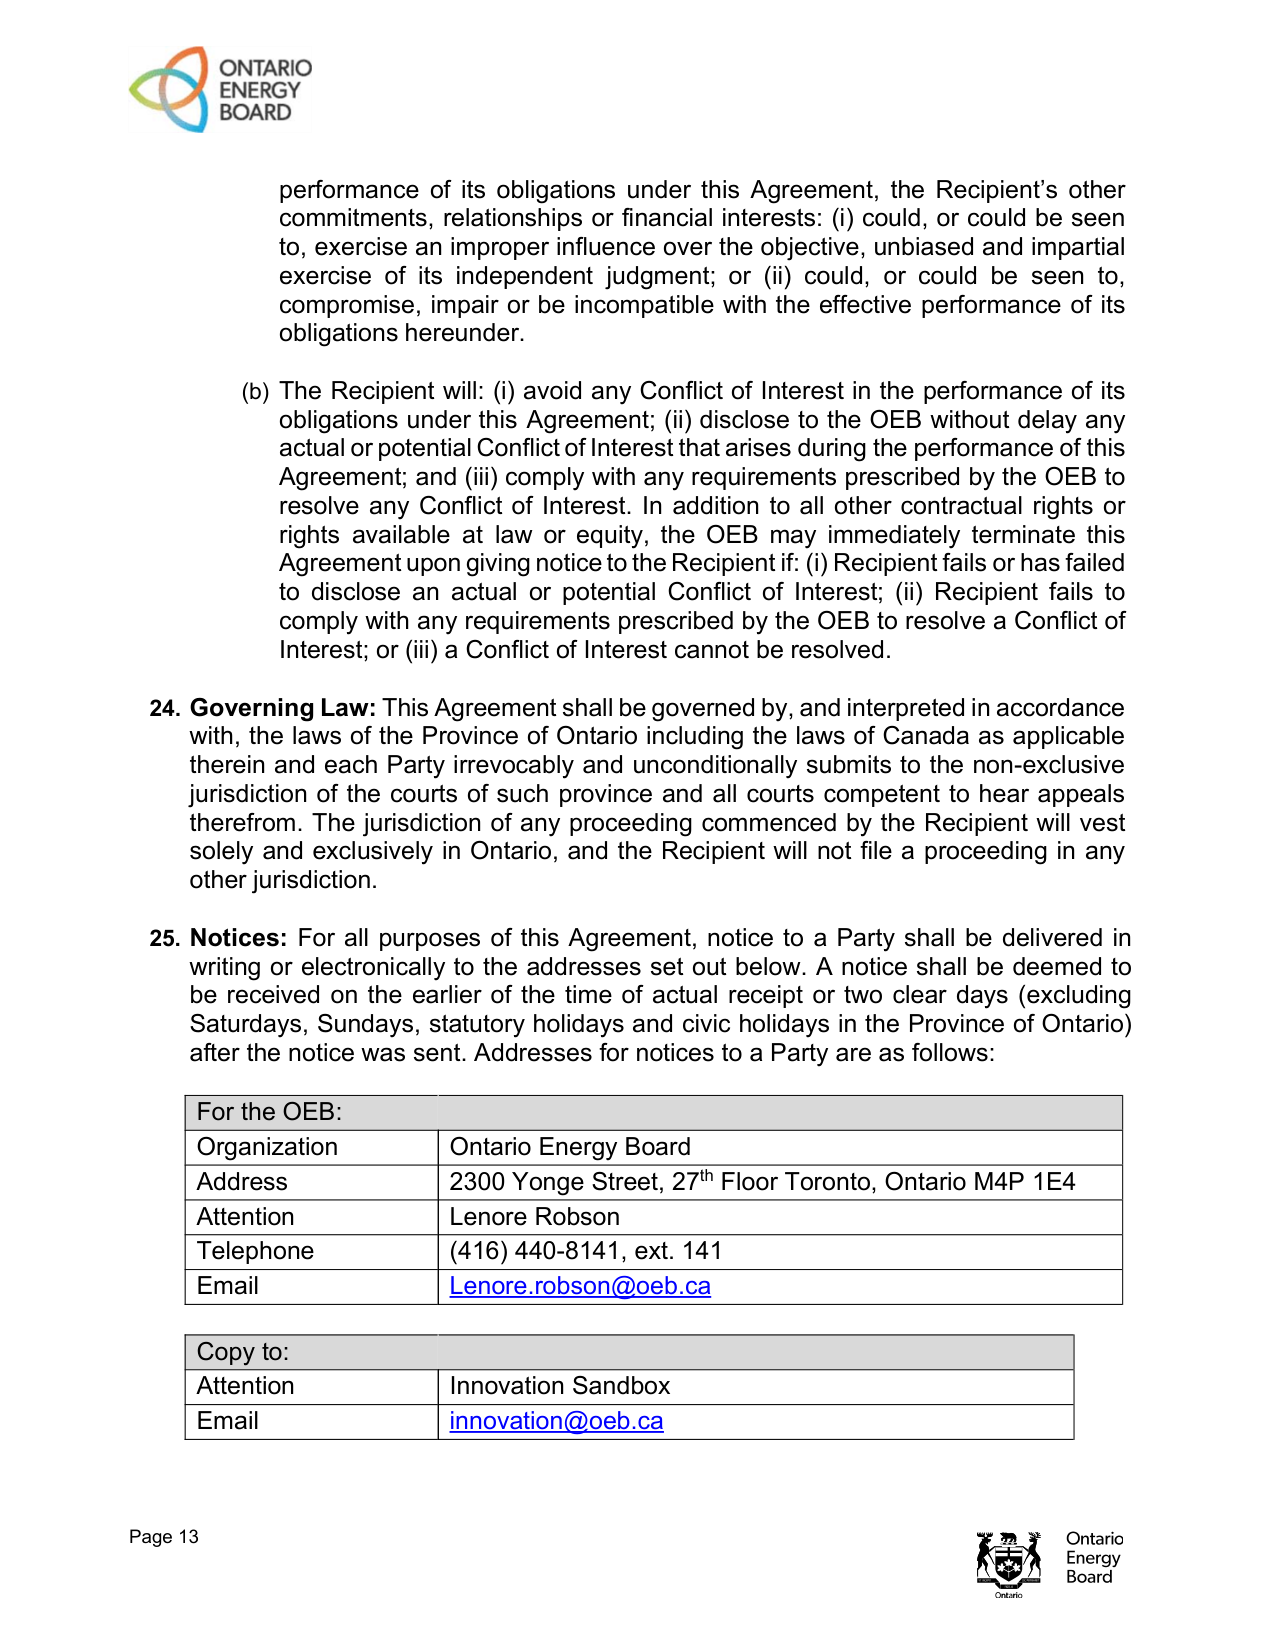 ONTARIO
ENERGY
BOARD
performance of its obligations under this Agreement, the Recipient’s other
commitments, relationships or financial interests: (i) could, or could be seen
to, exercise an improper influence over the objective, unbiased and impartial
exercise of its independent judgment; or (ii) could, or could be seen to,
compromise, impair or be incompatible with the effective performance of its
obligations hereunder.
(b) The Recipient will: (i) avoid any Conflict of Interest in the performance of its
obligations under this Agreement; (ii) disclose to the OEB without delay any
actual or potential Conflict of Interest that arises during the performance of this
Agreement; and (iii) comply with any requirements prescribed by the OEB to
resolve any Conflict of Interest. In addition to all other contractual rights or
rights available at law or equity, the OEB may immediately terminate this
Agreement upon giving notice to the Recipient if: (i) Recipient fails or has failed
to disclose an actual or potential Conflict of Interest; (ii) Recipient fails to
comply with any requirements prescribed by the OEB to resolve a Conflict of
Interest; or (iii) a Conflict of Interest cannot be resolved.
24. Governing Law: This Agreement shall be governed by, and interpreted in accordance
with, the laws of the Province of Ontario including the laws of Canada as applicable
therein and each Party irrevocably and unconditionally submits to the non-exclusive
jurisdiction of the courts of such province and all courts competent to hear appeals
therefrom. The jurisdiction of any proceeding commenced by the Recipient will vest
solely and exclusively in Ontario, and the Recipient will not file a proceeding in any
other jurisdiction.
25. Notices: For all purposes of this Agreement, notice to a Party shall be delivered in
writing or electronically to the addresses set out below. A notice shall be deemed to
be received on the earlier of the time of actual receipt or two clear days (excluding
Saturdays, Sundays, statutory holidays and civic holidays in the Province of Ontario)
after the notice was sent. Addresses for notices to a Party are as follows:
For the OEB:
Organization Ontario Energy Board
Address 2300 Yonge Street, 27th Floor Toronto, Ontario M4P 1E4
Attention Lenore Robson
Telephone (416) 440-8141, ext. 141
Email Lenore.robson@oeb.ca
Copy to:
Attention Innovation Sandbox
Email innovation@oeb.ca
Page 13
Ontario
Ontario
Energy
Board